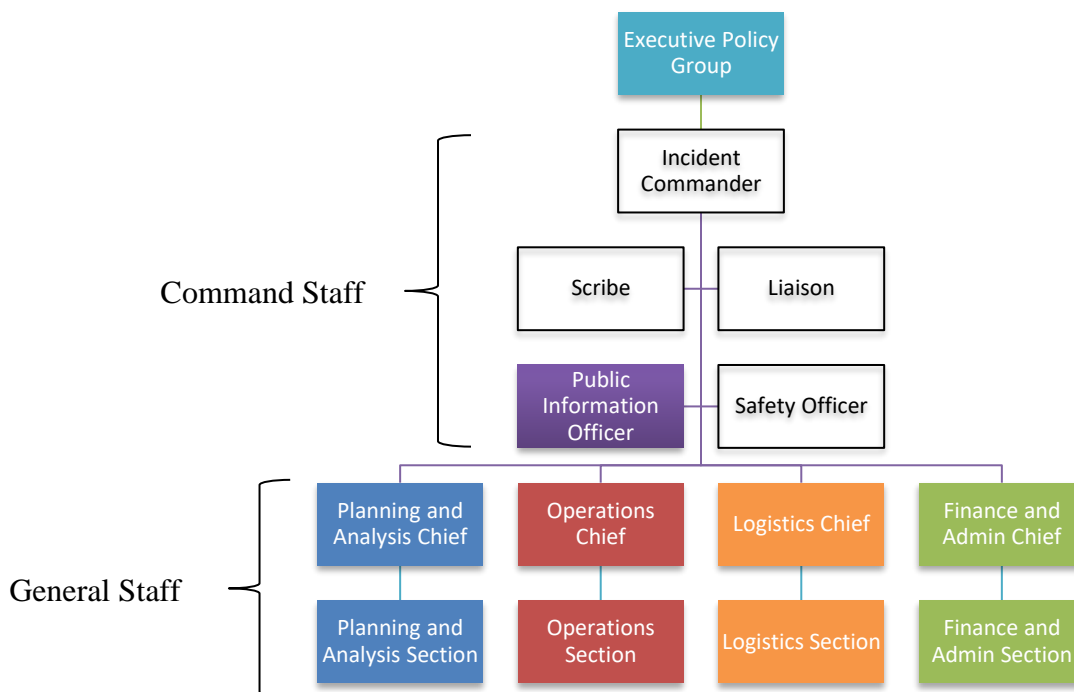 Executive Policy
Group
Incident
Commander
Command Staff
Scribe
Liaison
Public
Information
Officer
Safety Officer
General Staff
Planning and
Analysis Chief
Operations
Chief
Logistics Chief
Finance and
Admin Chief
Planning and
Analysis Section
Operations
Section
Logistics Section
Finance and
Admin Section